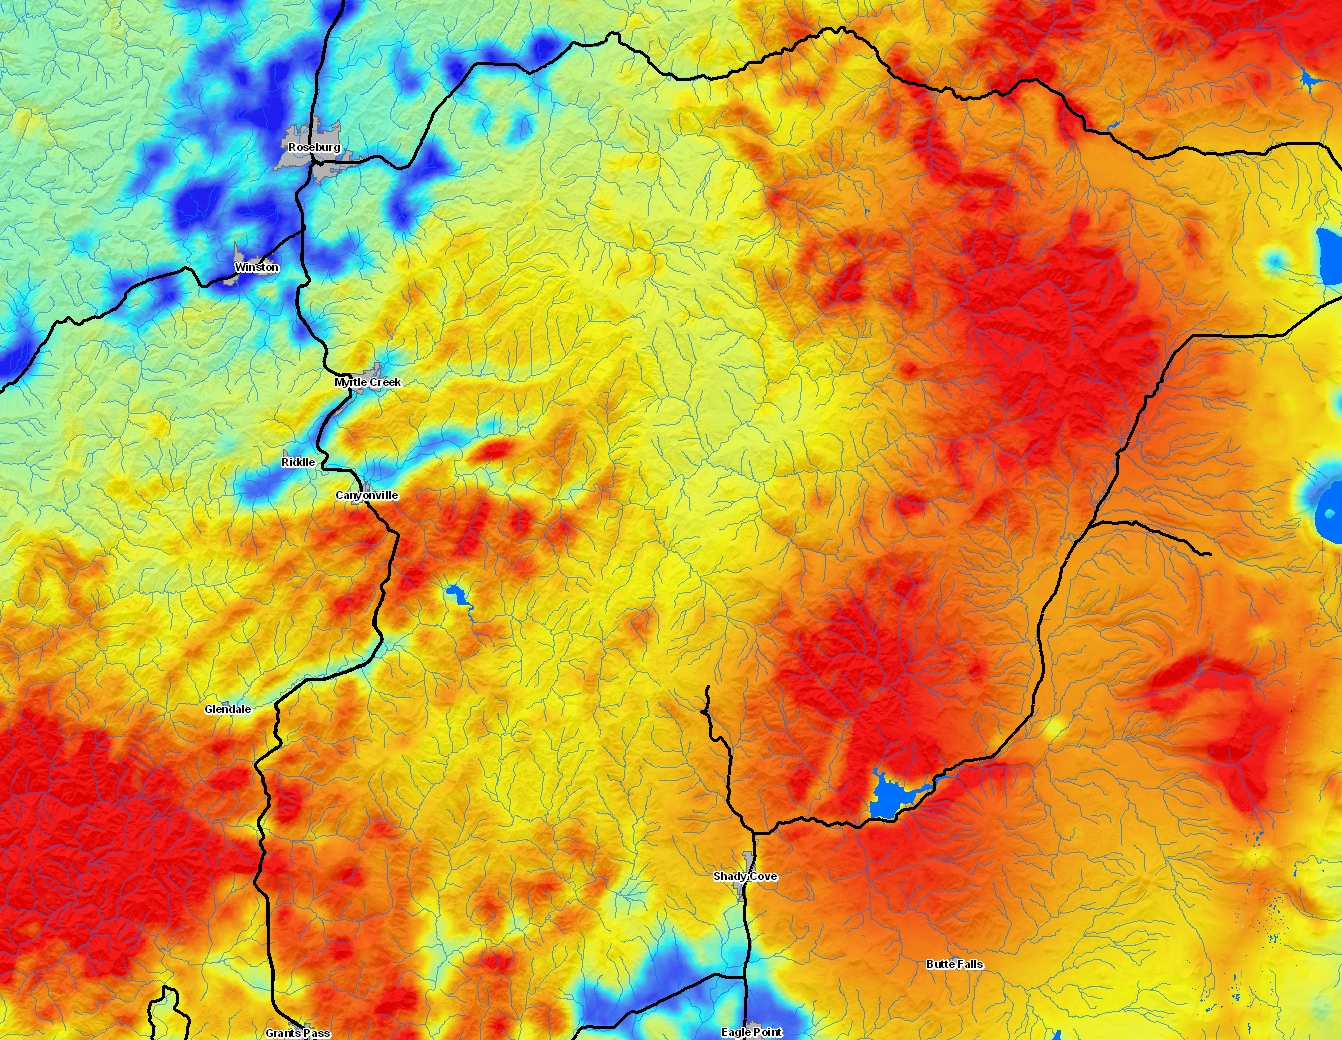 Roseburg
Winston
Myrtle Creek
Riddle
Canyonville
Glendale
Shady Cove
Butte Falls
Eagle Point
Grants Pass